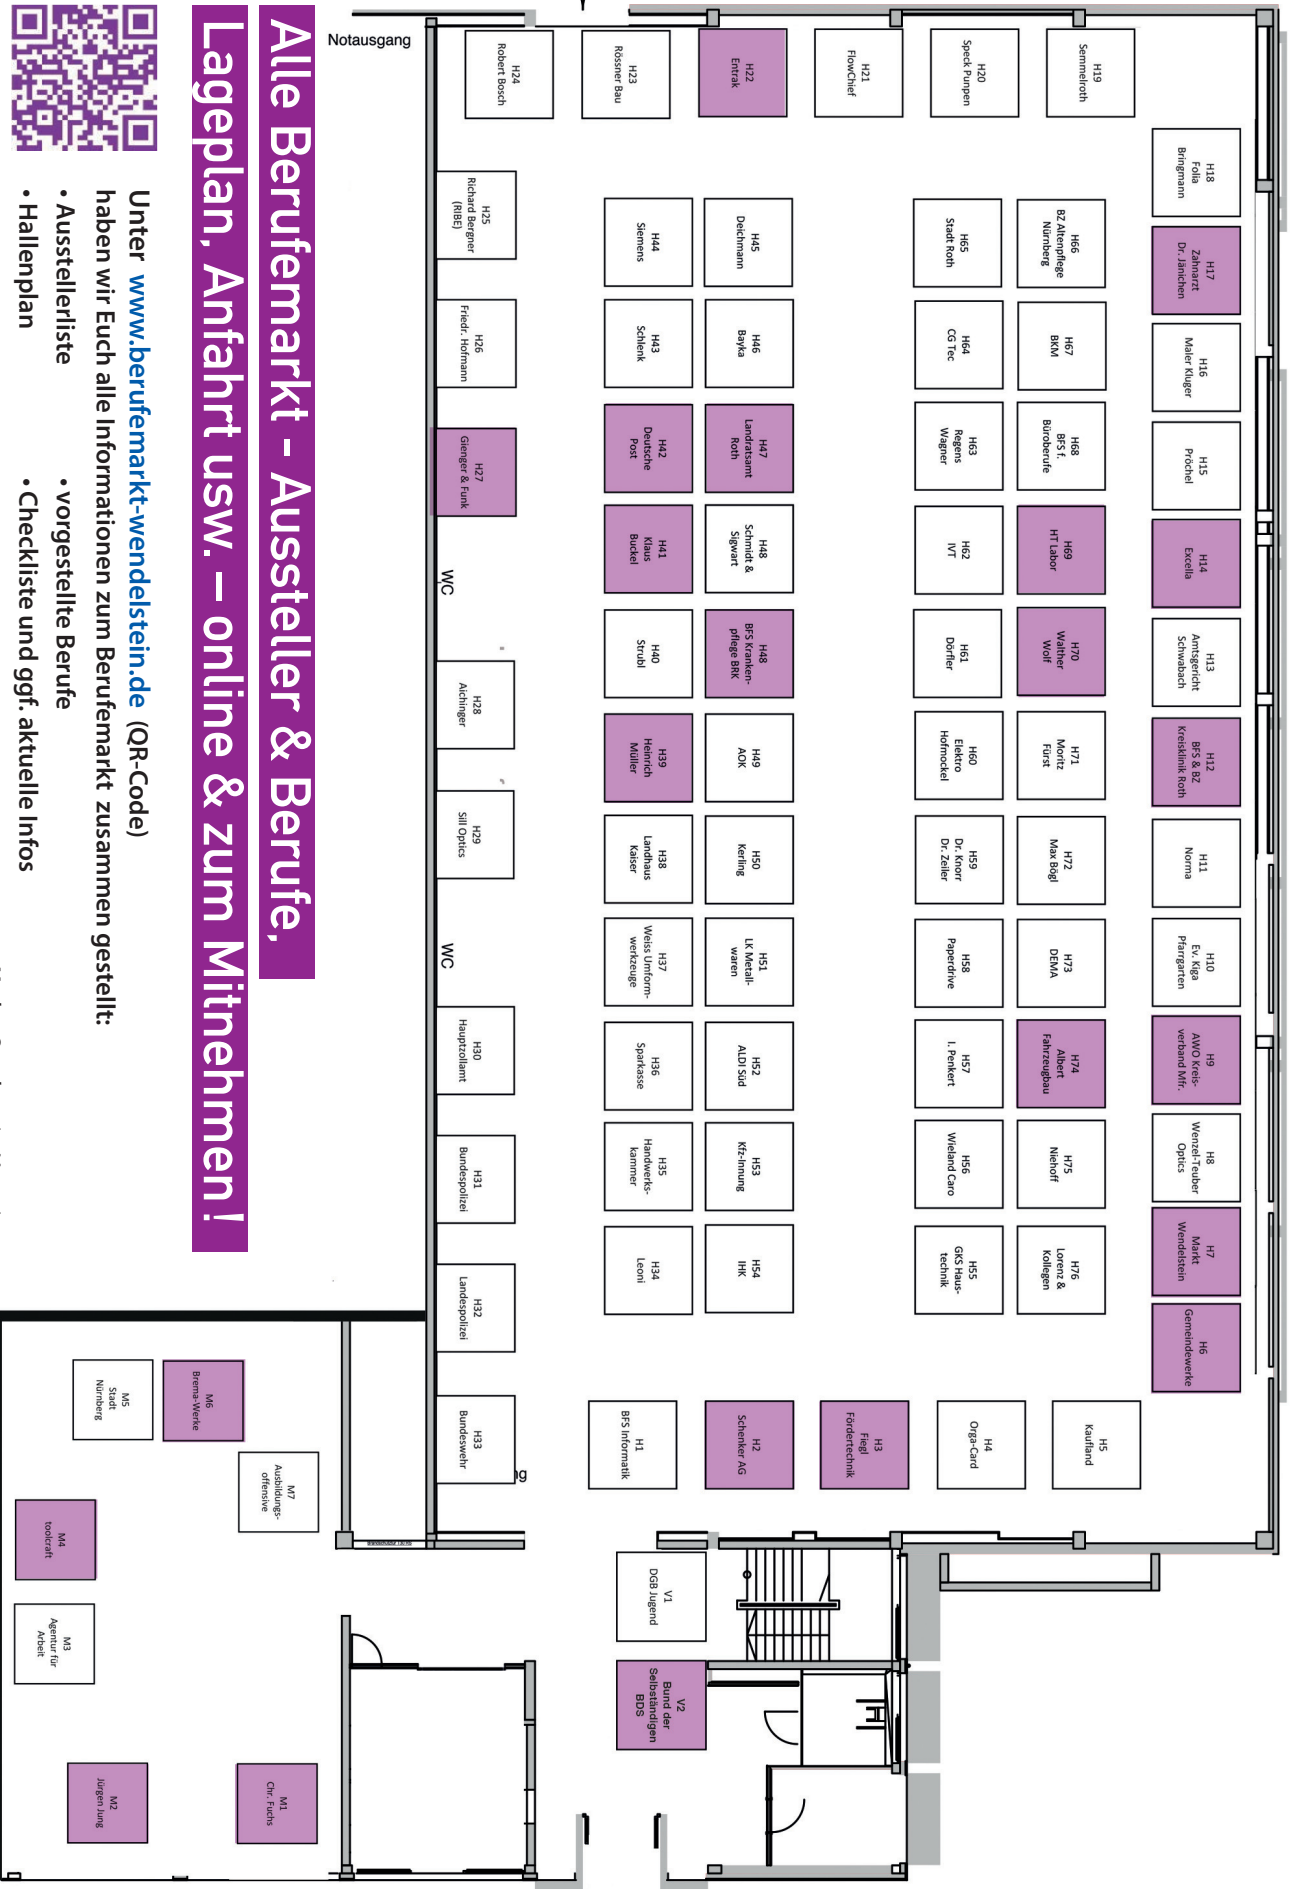 H18
Folia
Bringmann
H17
Zahnarzt
Dr. Jänichen
H16
Maler Kluger
H15
Pröchel
H14
Excella
H13
Amtsgericht
Schwabach
H12
BFS & BZ
Kreisklinik Roth
H11
Norma
H10
Ev. Kiga
Pfarrgarten
H9
AWO Kreis-
verband Mfr.
H8
Wenzel-Teuber
Optics
H7
Markt
Wendelstein
H6
Gemeindewerke
H19
Semmelroth
H20
Speck Punpen
H21
FlowChief
H22
Entrak
H23
Rössner Bau
H24
Robert Bosch
H66
BZ Altenpflege
Nürnberg
H67
BKM
H68
BFS f.
Büroberufe
H69
HT Labor
H70
Walther
Wolf
H71
Moritz
Fürst
H72
Max Bögl
H73
DEMA
H74
Albert
Fahrzeugbau
H75
Niehoff
H76
Lorenz &
Kollegen
H65
Stadt Roth
H64
CG Tec
H63
Regens
Wagner
H62
IVT
H61
Dörfler
H60
Elektro
Hofmockel
H59
Dr. Knorr
Dr. Zeiler
H58
Paperdrive
H57
I. Penkert
H56
Wieland Caro
H55
GKS Haus-
technik
H45
Deichmann
H46
Bayka
H47
Landratsamt
Roth
H48
Schmidt &
Sigwart
H48
BFS Kranken-
pflege BRK
H49
AOK
H50
Kerling
H51
LK Metall-
waren
H52
ALDI Süd
H53
Kfz-Innung
H54
IHK
H44
Siemens
H43
Schlenk
H42
Deutsche
Post
H41
Klaus
Buckel
H40
Strubl
H39
Heinrich
Müller
H38
Landhaus
Kaiser
H37
Weiss Umform-
werkzeuge
H36
Sparkasse
H35
Handwerks-
kammer
H34
Leoni
H5
Kaufland
H4
Orga-Card
H3
Fiegl
Fördertechnik
H2
Schenker AG
H1
BFS Informatik
H25
Richard Bergner
(RIBE)
H26
Friedr. Hofmann
H27
Gienger & Funk
WC
H28
Aichinger
H29
Sill Optics
WC
H30
Hauptzollamt
H31
Bundespolizei
H32
Landespolizei
H33
Bundeswehr
ng
V1
DGB Jugend
V2
Bund der
Selbständigen
BDS
Notausgang
M7
Ausbildungs-
offensive
M1
Chr. Fuchs
M6
Brema-Werke
M5
Stadt
Nürnberg
M4
toolcraft
M3
Agentur für
Arbeit
M2
Jürgen Jung
Alle Berufemarkt - Aussteller & Berufe,
Lageplan, Anfahrt usw. – online & zum Mitnehmen !
Unter www.berufemarkt-wendelstein.de (QR-Code)
haben wir Euch alle Informationen zum Berufemarkt zusammen gestellt:
• Ausstellerliste • vorgestellte Berufe
• Hallenplan • Checkliste und ggf. aktuelle Infos